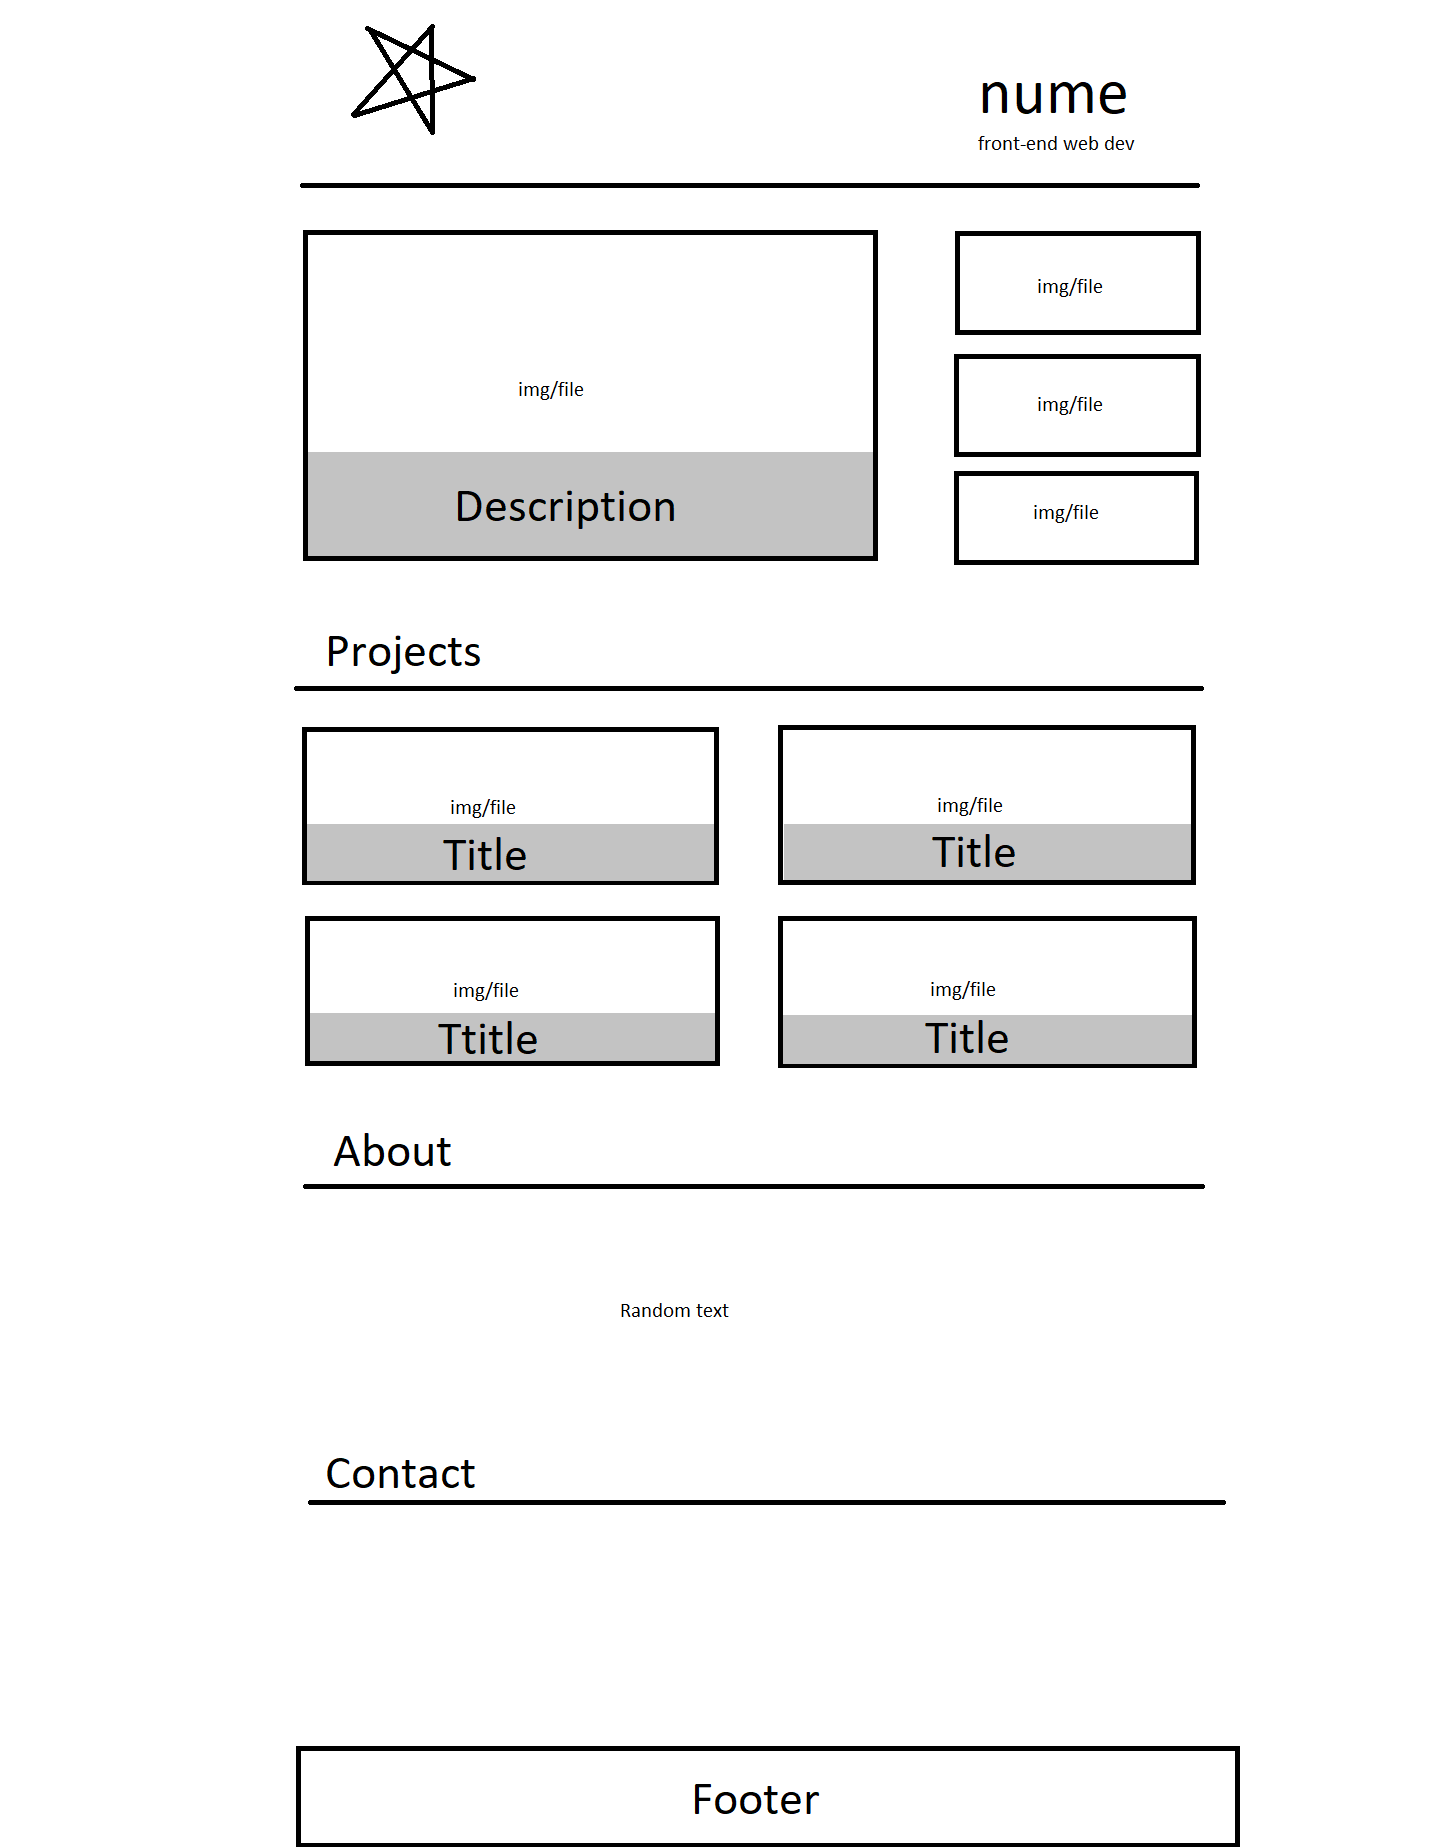 nume
front-end web dev
img/file
Description
img/file
img/file
img/file
Projects
img/file
Title
img/file
Title
img/file
Ttitle
img/file
Title
About
Random text
Contact
Footer